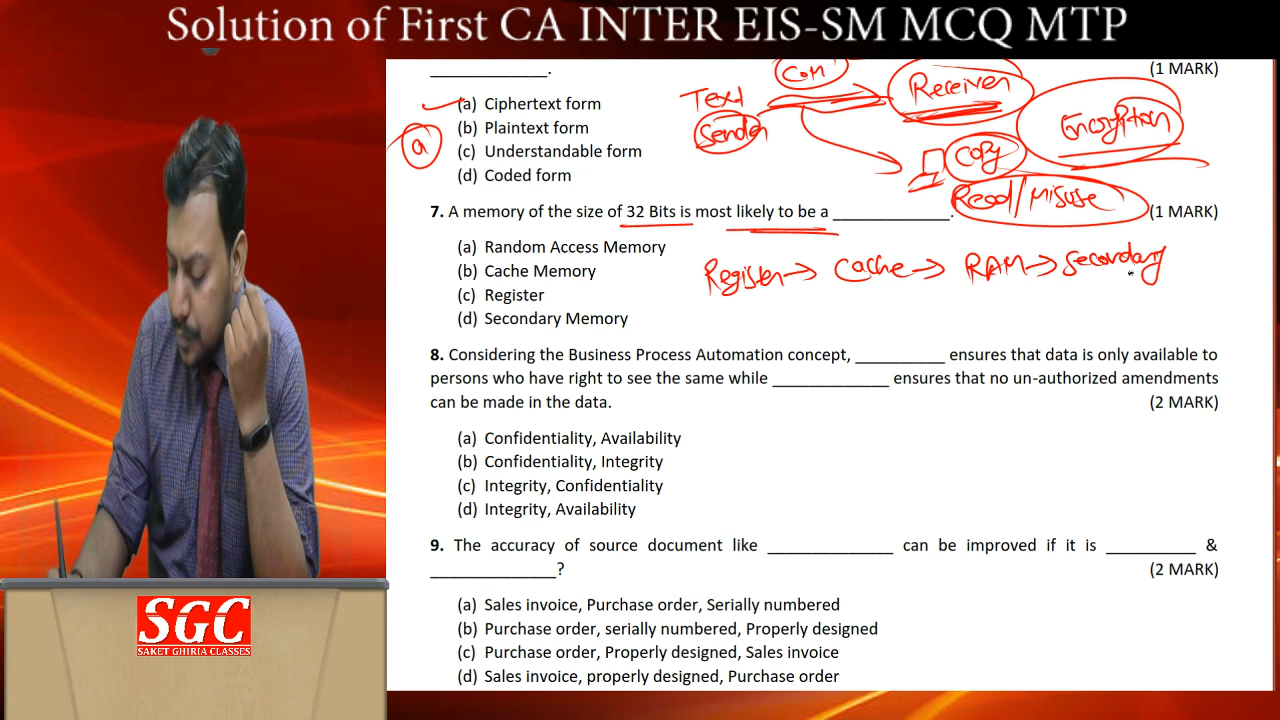 Solution of First CA INTER EIS-SM MCQ MTP
______________. (1 MARK)
(a) Ciphertext form
(b) Plaintext form
(c) Understandable form
(d) Coded form
a
Text
Sender
Com
Receiver
Encryption
Copy
Read/Misuse
7. A memory of the size of 32 Bits is most likely to be a ______________. (1 MARK)
(a) Random Access Memory
(b) Cache Memory
(c) Register
(d) Secondary Memory
Register → Cache → RAM → Secondary
8. Considering the Business Process Automation concept, __________ ensures that data is only available to
persons who have right to see the same while _____________ ensures that no un-authorized amendments
can be made in the data. (2 MARK)
(a) Confidentiality, Availability
(b) Confidentiality, Integrity
(c) Integrity, Confidentiality
(d) Integrity, Availability
9. The accuracy of source document like ______________ can be improved if it is __________ &
______________? (2 MARK)
(a) Sales invoice, Purchase order, Serially numbered
(b) Purchase order, serially numbered, Properly designed
(c) Purchase order, Properly designed, Sales invoice
(d) Sales invoice, properly designed, Purchase order
SGC
SAKET GHIRIA CLASSES